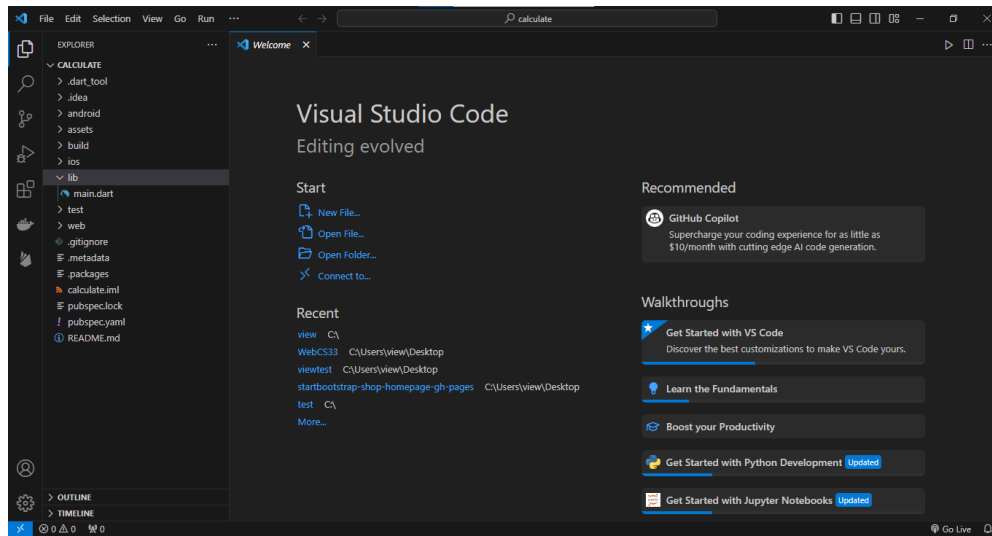 File Edit Selection View Go Run ···
calculate
EXPLORER ···
Welcome
CALCULATE
.dart_tool
.idea
android
assets
build
ios
lib
main.dart
test
web
.gitignore
.metadata
.packages
calculate.iml
pubspec.lock
pubspec.yaml
README.md
OUTLINE
TIMELINE
Visual Studio Code
Editing evolved
Start
New File...
Open File...
Open Folder...
Connect to...
Recent
view C:\
WebCS33 C:\Users\view\Desktop
viewtest C:\Users\view\Desktop
startbootstrap-shop-homepage-gh-pages C:\Users\view\Desktop
test C:\
More...
Recommended
GitHub Copilot
Supercharge your coding experience for as little as
$10/month with cutting edge AI code generation.
Walkthroughs
Get Started with VS Code
Discover the best customizations to make VS Code yours.
Learn the Fundamentals
Boost your Productivity
Get Started with Python Development Updated
Get Started with Jupyter Notebooks Updated
0 0 0
Go Live